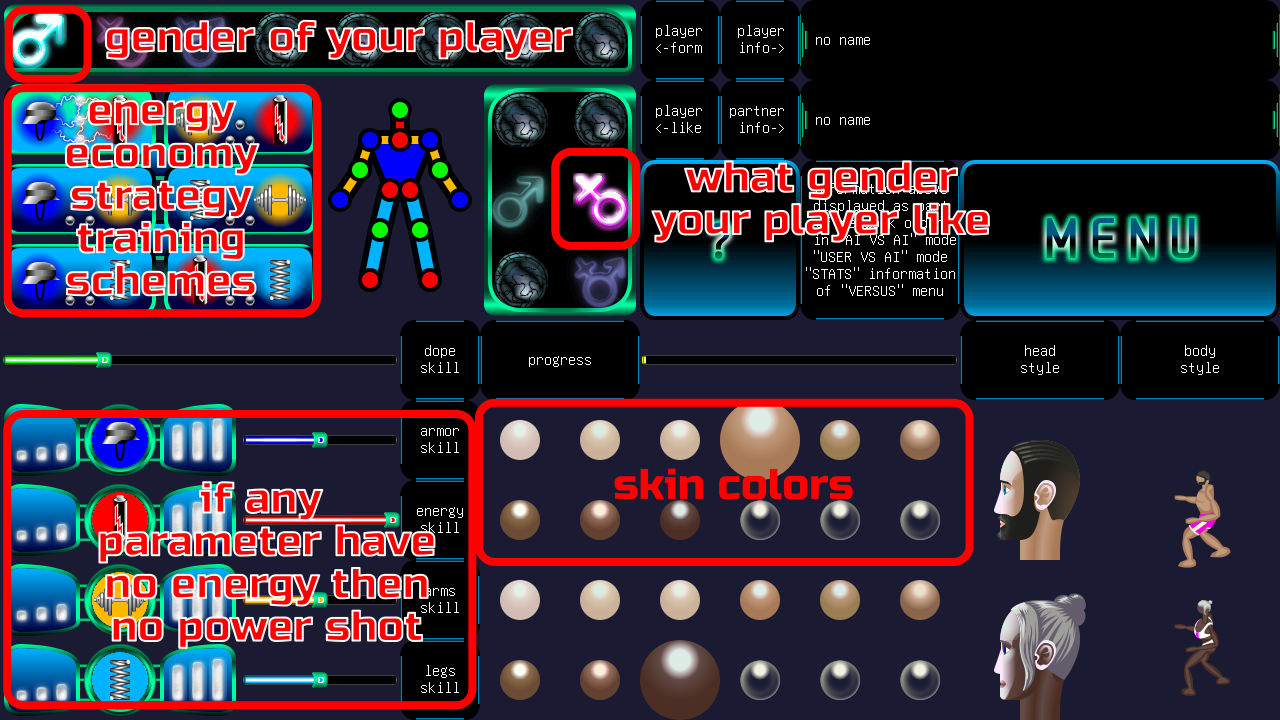 gender of your player
player
<-form
player
info->
no name
player
<-like
partner
info->
no name
energy
economy
strategy
training
schemes
what gender
your player like
displayed as
in "AI VS AI" mode
"USER VS AI" mode
"STATS" information
of "VERSUS" menu
?
MENU
D
dope
skill
progress
head
style
body
style
if any
parameter have
no energy then
no power shot
D
armor
skill
D
energy
skill
D
arms
skill
D
legs
skill
skin colors